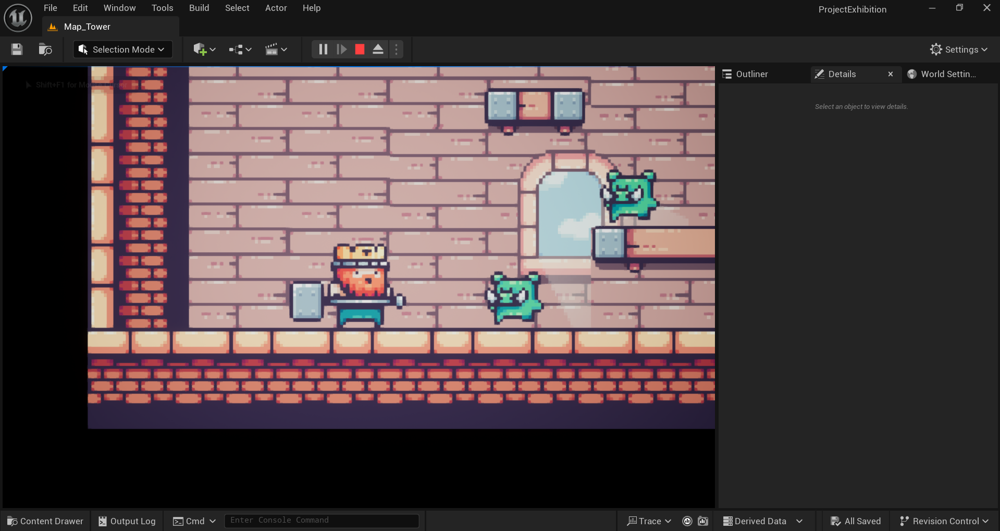 File Edit Window Tools Build Select Actor Help
ProjectExhibition
Map_Tower
Selection Mode
Settings
Shift+F1 for Mouse Cursor
Outliner
Details
World Settin...
Select an object to view details.
Content Drawer
Output Log
Cmd
Enter Console Command
Trace
Derived Data
All Saved
Revision Control